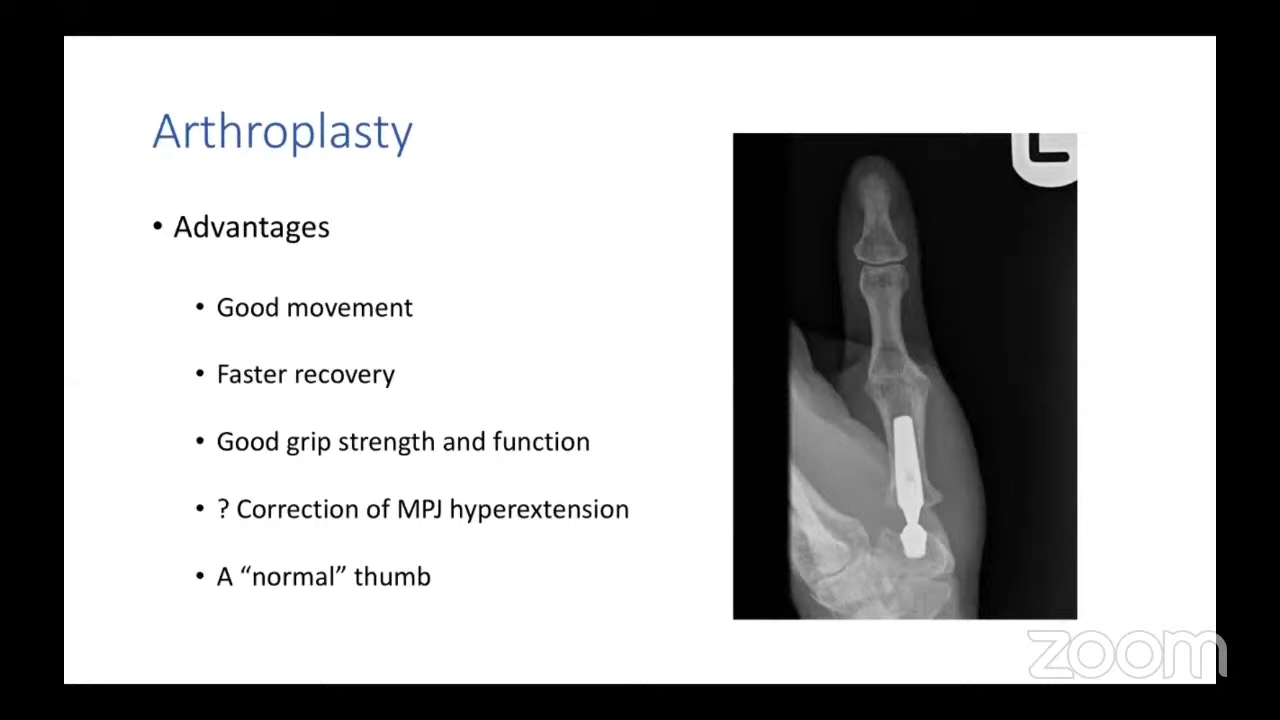 Arthroplasty
• Advantages
• Good movement
• Faster recovery
• Good grip strength and function
• ? Correction of MPJ hyperextension
• A “normal” thumb
L
zoom